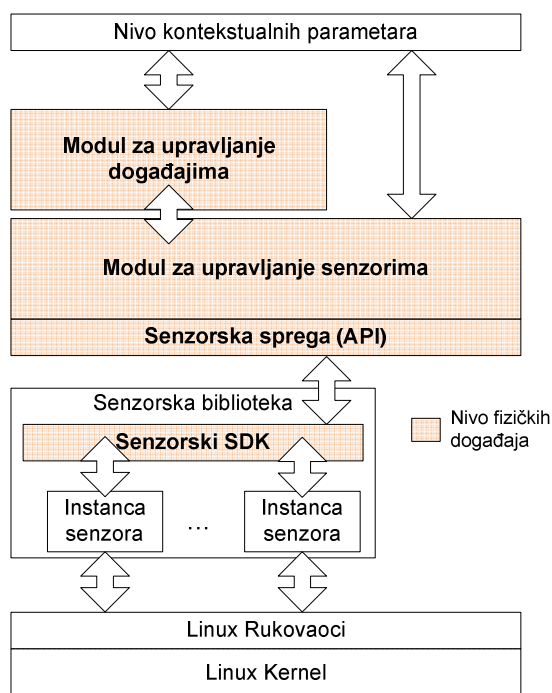 Nivo kontekstualnih parametara
Modul za upravljanje
događajima
Modul za upravljanje senzorima
Senzorska sprega (API)
Senzorska biblioteka
Senzorski SDK
Instanca
senzora
...
Instanca
senzora
Nivo fizičkih
događaja
Linux Rukovaoci
Linux Kernel